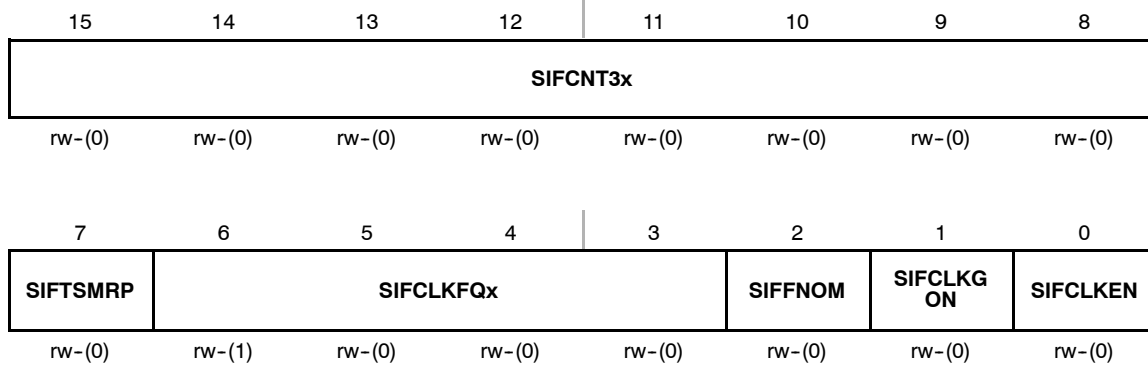 15 14 13 12 11 10 9 8
SIFCNT3x
rw-(0) rw-(0) rw-(0) rw-(0) rw-(0) rw-(0) rw-(0) rw-(0)
7 6 5 4 3 2 1 0
SIFTSMRP SIFCLKFQx SIFFNOM SIFCLKG
ON SIFCLKEN
rw-(0) rw-(1) rw-(0) rw-(0) rw-(0) rw-(0) rw-(0) rw-(0)